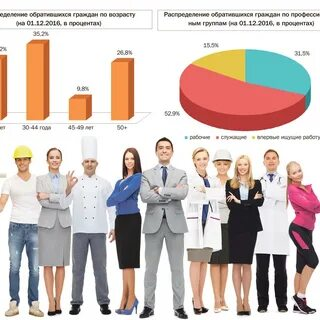 ределение обратившихся граждан по возрасту
(на 01.12.2016, в процентах)
35,2%
26,8%
9,8%
лет
30-44 года
45-49 лет
50+
Распределение обратившихся граждан по професси
ным группам (на 01.12.2016, в процентах)
15,5%
31,5%
52,9%
рабочие служащие впервые ищущие работу